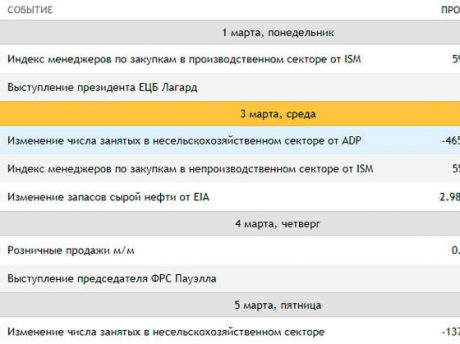 СОБЫТИЕ ПРО
1 марта, понедельник
Индекс менеджеров по закупкам в производственном секторе от ISM 59
Выступление президента ЕЦБ Лагард
3 марта, среда
Изменение числа занятых в несельскохозяйственном секторе от ADP -465
Индекс менеджеров по закупкам в непроизводственном секторе от ISM 55
Изменение запасов сырой нефти от EIA 2.98
4 марта, четверг
Розничные продажи м/м 0.
Выступление председателя ФРС Пауэлла
5 марта, пятница
Изменение числа занятых в несельскохозяйственном секторе -137